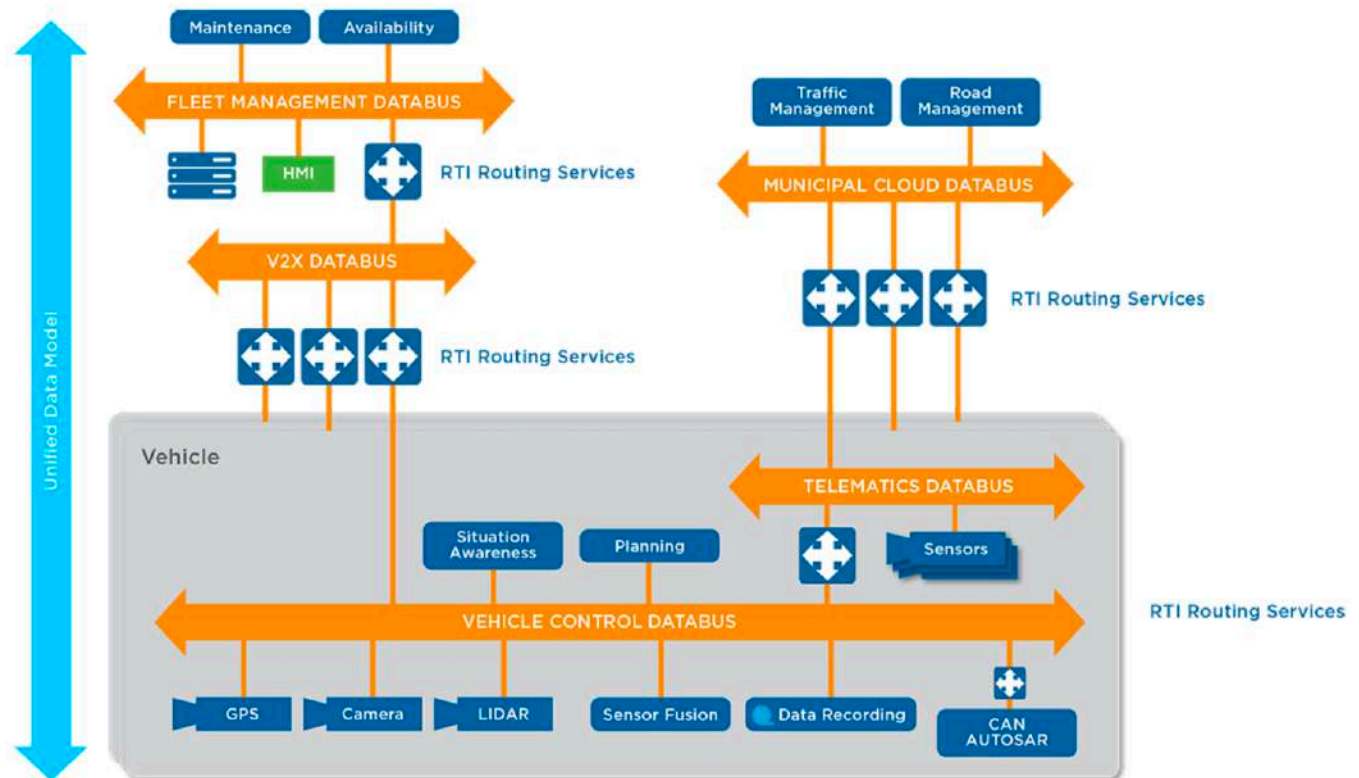 Maintenance
Availability
FLEET MANAGEMENT DATABUS
HMI
RTI Routing Services
V2X DATABUS
RTI Routing Services
Traffic
Management
Road
Management
MUNICIPAL CLOUD DATABUS
RTI Routing Services
Unified Data Model
Vehicle
TELEMATICS DATABUS
Sensors
Situation
Awareness
Planning
VEHICLE CONTROL DATABUS
RTI Routing Services
GPS
Camera
LIDAR
Sensor Fusion
Data Recording
CAN
AUTOSAR